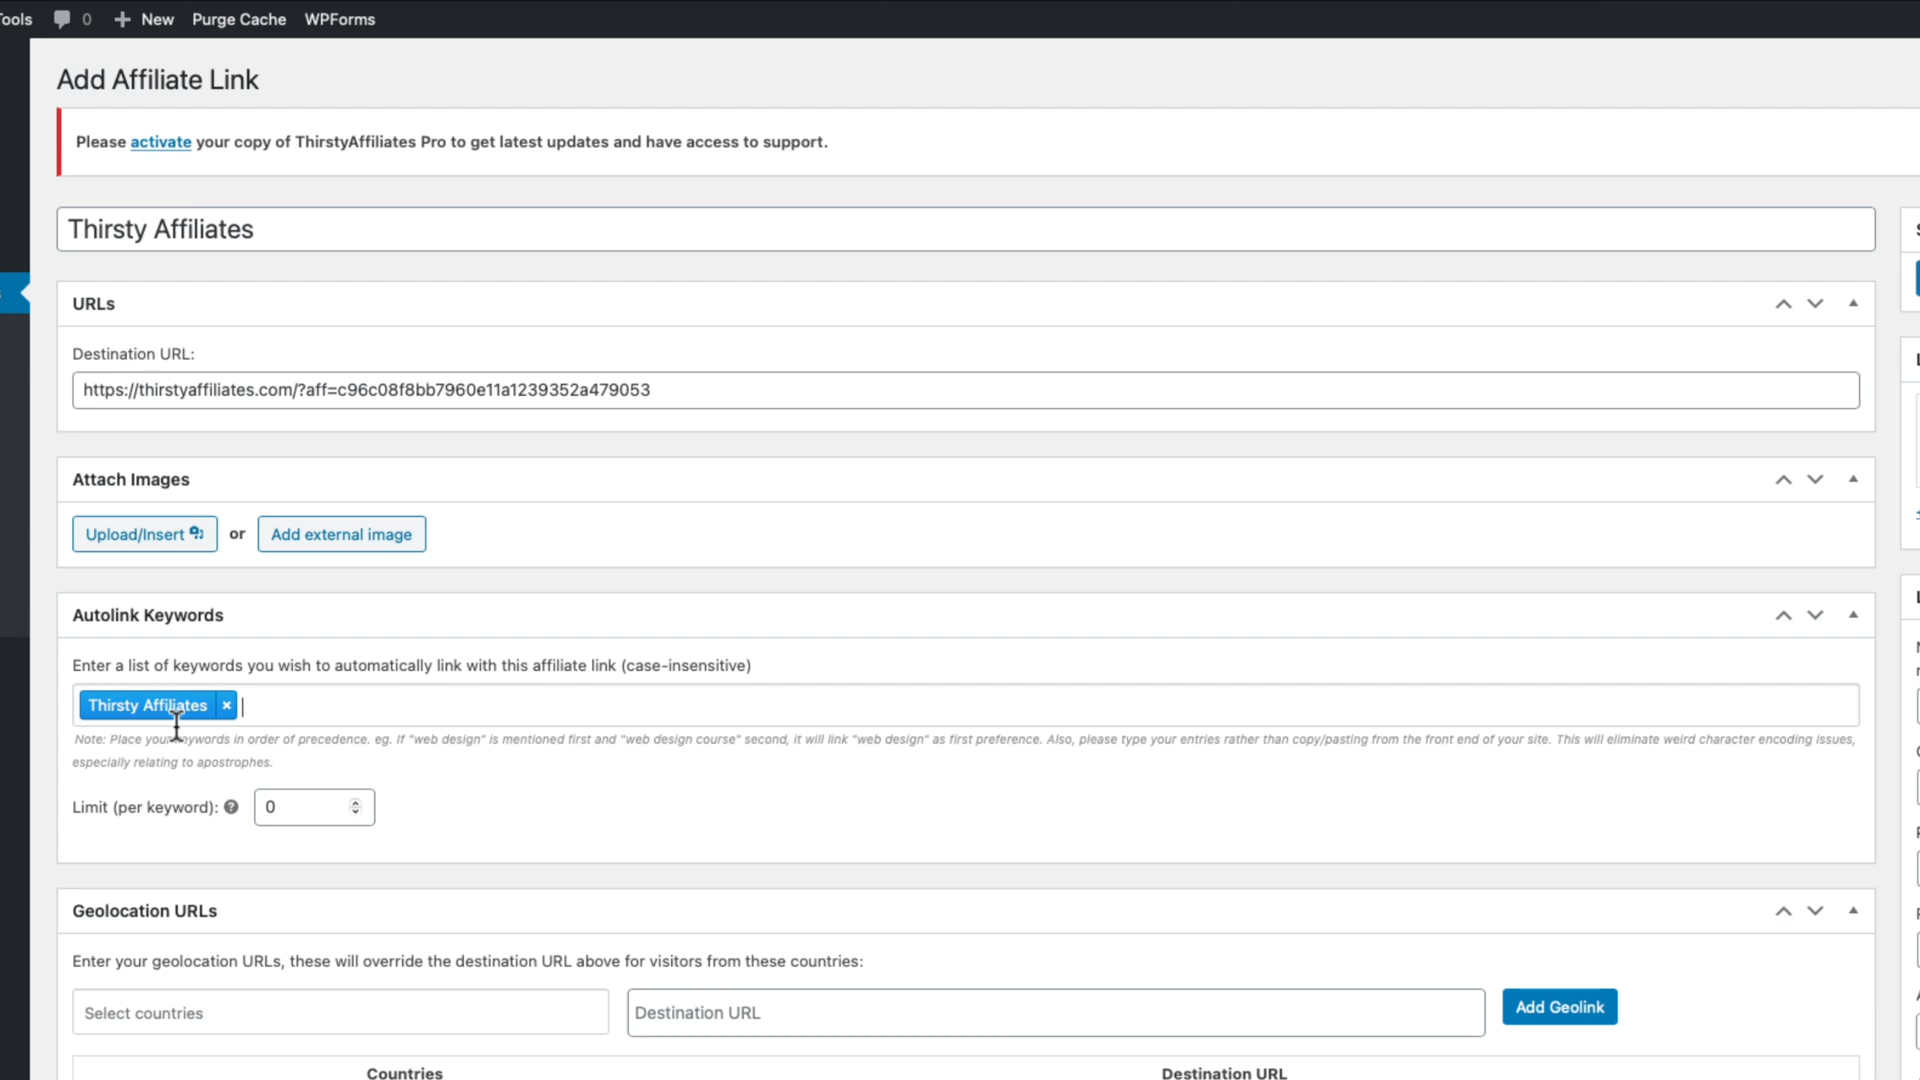 Tools 0 New Purge Cache WPForms
Add Affiliate Link
Please activate your copy of ThirstyAffiliates Pro to get latest updates and have access to support.
Thirsty Affiliates
URLs
Destination URL:
https://thirstyaffiliates.com/?aff=c96c08f8bb7960e11a1239352a479053
Attach Images
Upload/Insert or Add external image
Autolink Keywords
Enter a list of keywords you wish to automatically link with this affiliate link (case-insensitive)
Thirsty Affiliates ×
Note: Place your keywords in order of precedence. eg. If "web design" is mentioned first and "web design course" second, it will link "web design" as first preference. Also, please type your entries rather than copy/pasting from the front end of your site. This will eliminate weird character encoding issues,
especially relating to apostrophes.
Limit (per keyword): ? 0
Geolocation URLs
Enter your geolocation URLs, these will override the destination URL above for visitors from these countries:
Select countries Destination URL Add Geolink
Countries Destination URL